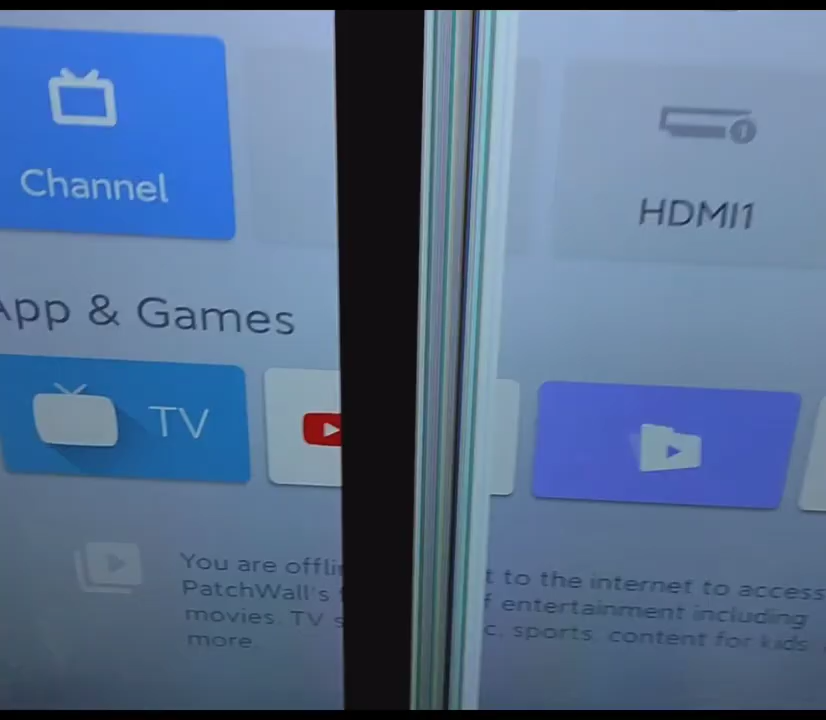 Channel
HDMI1
App & Games
TV
You are offli t to the internet to access
PatchWall's f entertainment including
movies. TV s c, sports, content for kids
more.